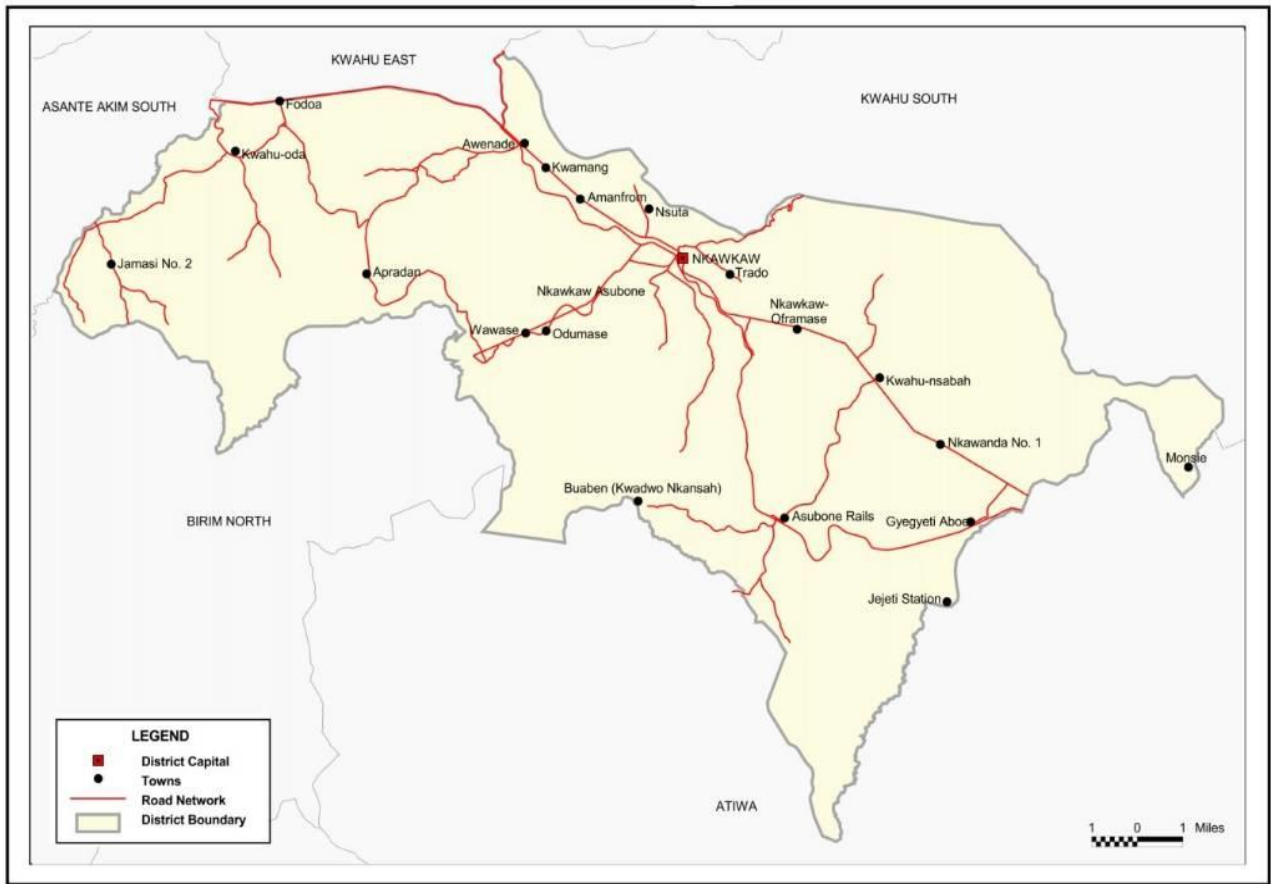 KWAHU EAST
KWAHU SOUTH
ASANTE AKIM SOUTH
Fodoa
Awenade
Kwahu-oda
Kwamang
Amanfrom
Nsuta
NKAWKAW
Jamasi No. 2
Apradan
Trado
Nkawkaw Asubone
Nkawkaw-
Oframase
Wawase
Odumase
Kwahu-nsabah
Nkawanda No. 1
Monsie
Buaben (Kwadwo Nkansah)
BIRIM NORTH
Asubone Rails
Gyegyeti Aboe
Jejeti Station
LEGEND
District Capital
Towns
Road Network
District Boundary
ATIWA
1 0 1 Miles